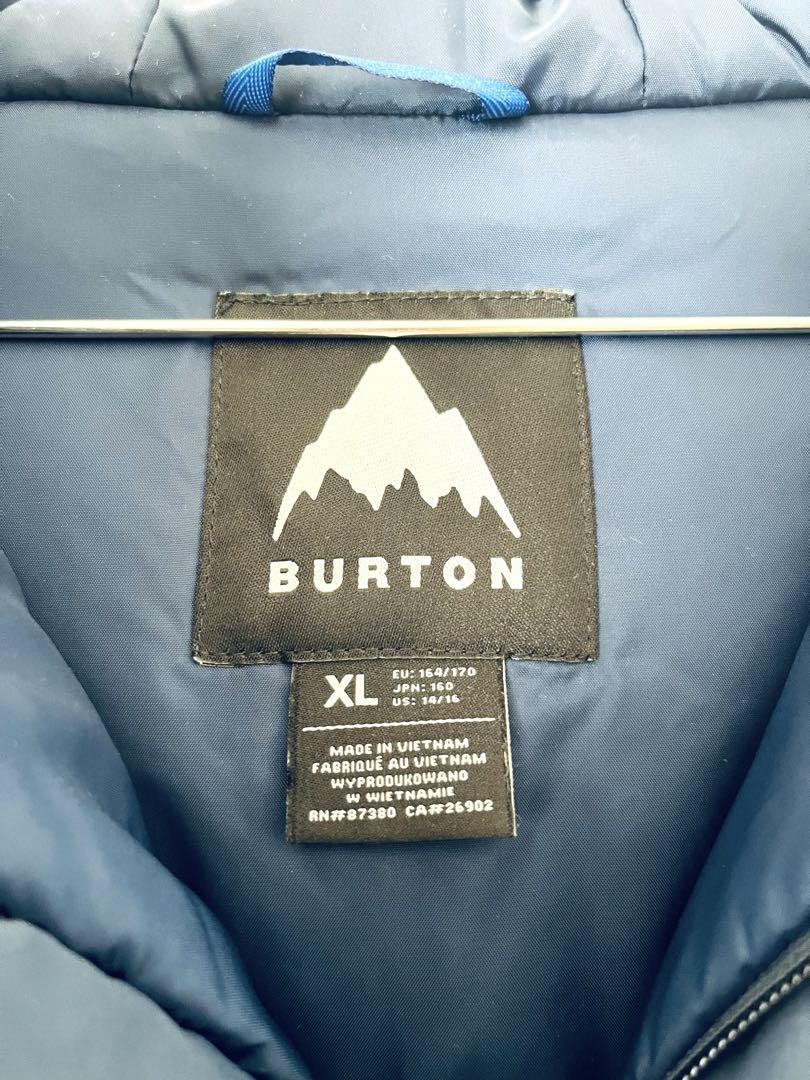 BURTON
XL
EU: 164/170
JPN: 160
US: 14/16
MADE IN VIETNAM
FABRIQUÉ AU VIETNAM
WYPRODUKOWANO
W WIETNAMIE
RN#87380 CA#26902